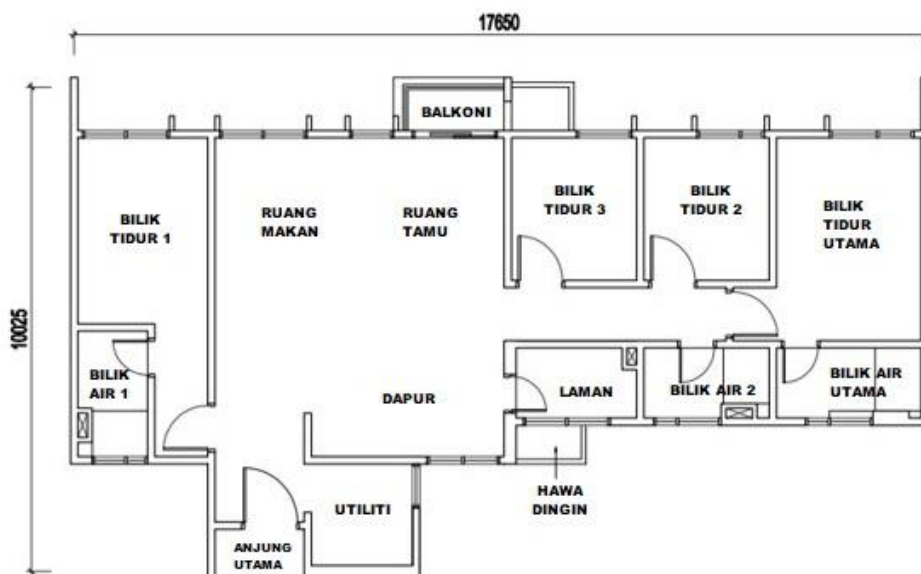 17650
10025
BALKONI
BILIK
TIDUR 1
RUANG
MAKAN
RUANG
TAMU
BILIK
TIDUR 3
BILIK
TIDUR 2
BILIK
TIDUR
UTAMA
BILIK
AIR 1
DAPUR
LAMAN
BILIK AIR 2
BILIK AIR
UTAMA
HAWA
DINGIN
UTILITI
ANJUNG
UTAMA